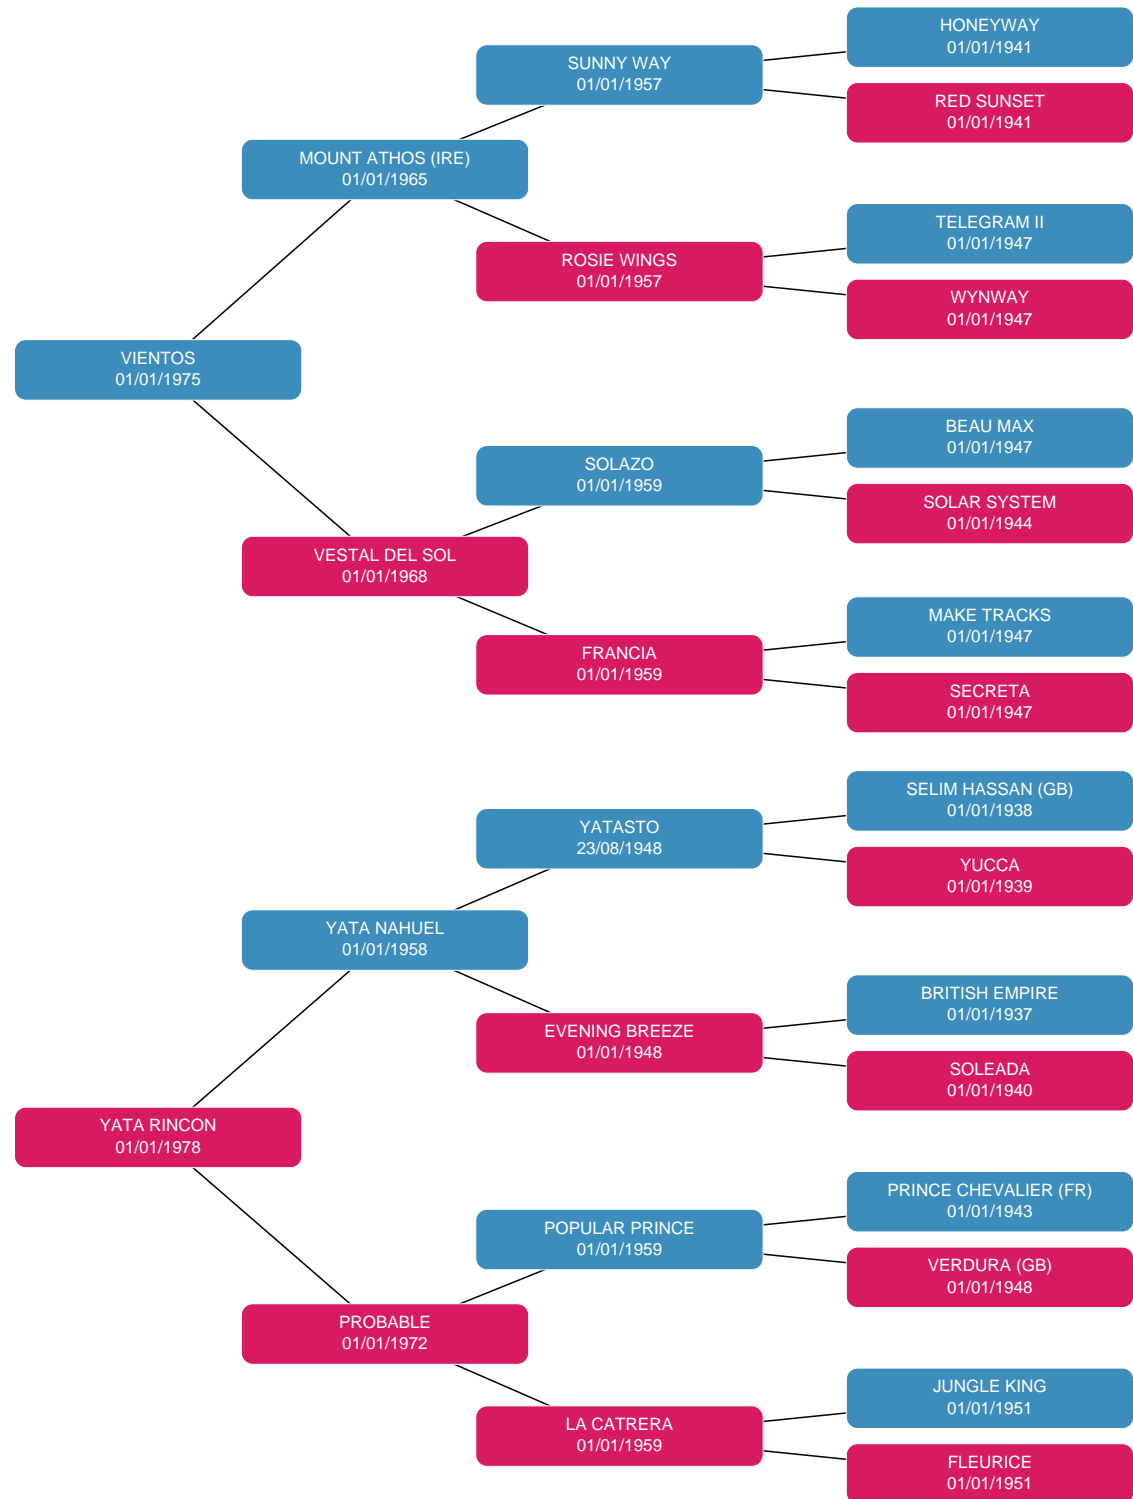 HONEYWAY
01/01/1941
SUNNY WAY
01/01/1957
RED SUNSET
01/01/1941
MOUNT ATHOS (IRE)
01/01/1965
TELEGRAM II
01/01/1947
ROSIE WINGS
01/01/1957
WYNWAY
01/01/1947
VIENTOS
01/01/1975
BEAU MAX
01/01/1947
SOLAZO
01/01/1959
SOLAR SYSTEM
01/01/1944
VESTAL DEL SOL
01/01/1968
MAKE TRACKS
01/01/1947
FRANCIA
01/01/1959
SECRETA
01/01/1947
SELIM HASSAN (GB)
01/01/1938
YATASTO
23/08/1948
YUCCA
01/01/1939
YATA NAHUEL
01/01/1958
BRITISH EMPIRE
01/01/1937
EVENING BREEZE
01/01/1948
SOLEADA
01/01/1940
YATA RINCON
01/01/1978
PRINCE CHEVALIER (FR)
01/01/1943
POPULAR PRINCE
01/01/1959
VERDURA (GB)
01/01/1948
PROBABLE
01/01/1972
JUNGLE KING
01/01/1951
LA CATRERA
01/01/1959
FLEURICE
01/01/1951